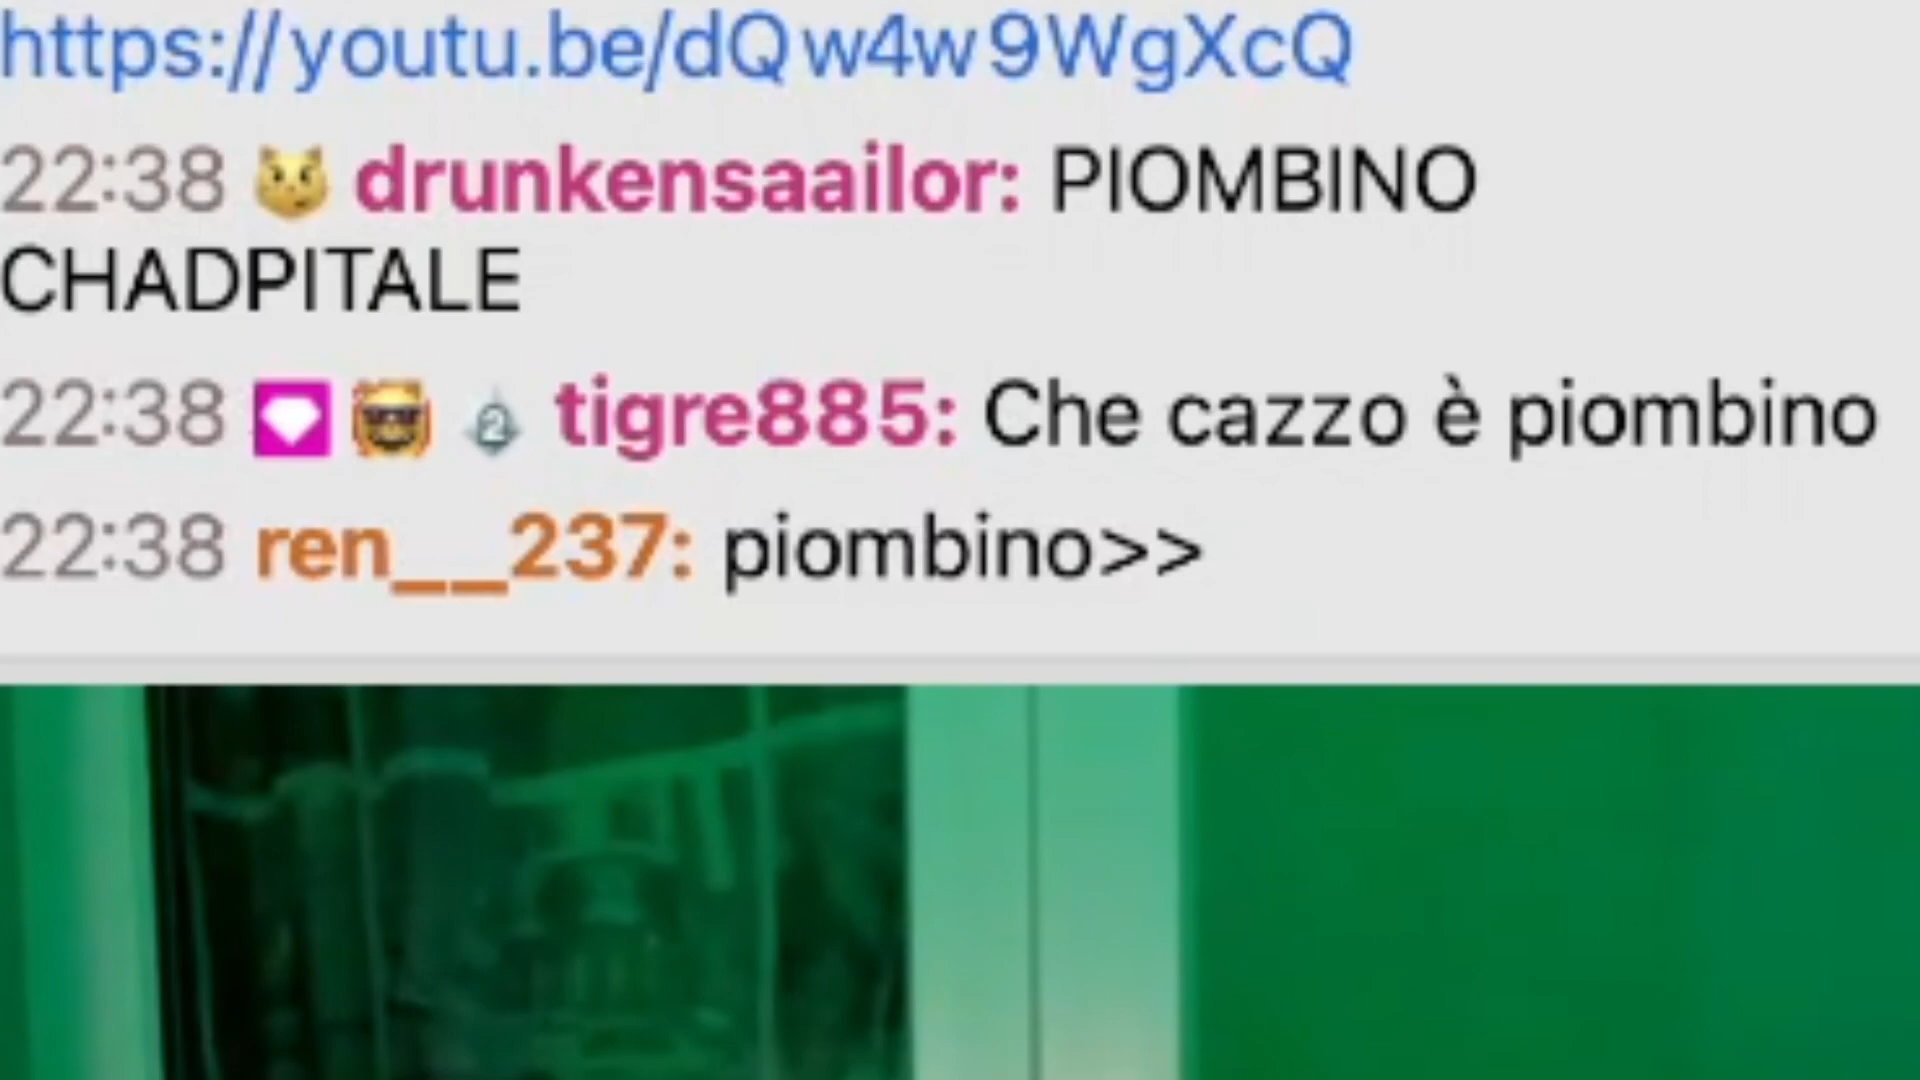 https://youtu.be/dQw4w9WgXcQ
22:38 drunkensaailor: PIOMBINO
CHADPITALE
22:38 2 tigre885: Che cazzo è piombino
22:38 ren__237: piombino>>